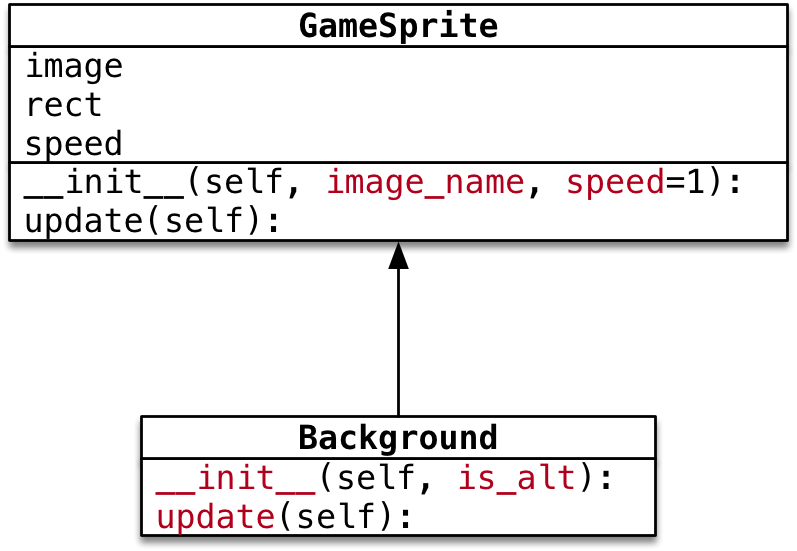 GameSprite
image
rect
speed
__init__(self, image_name, speed=1):
update(self):
Background
__init__(self, is_alt):
update(self):